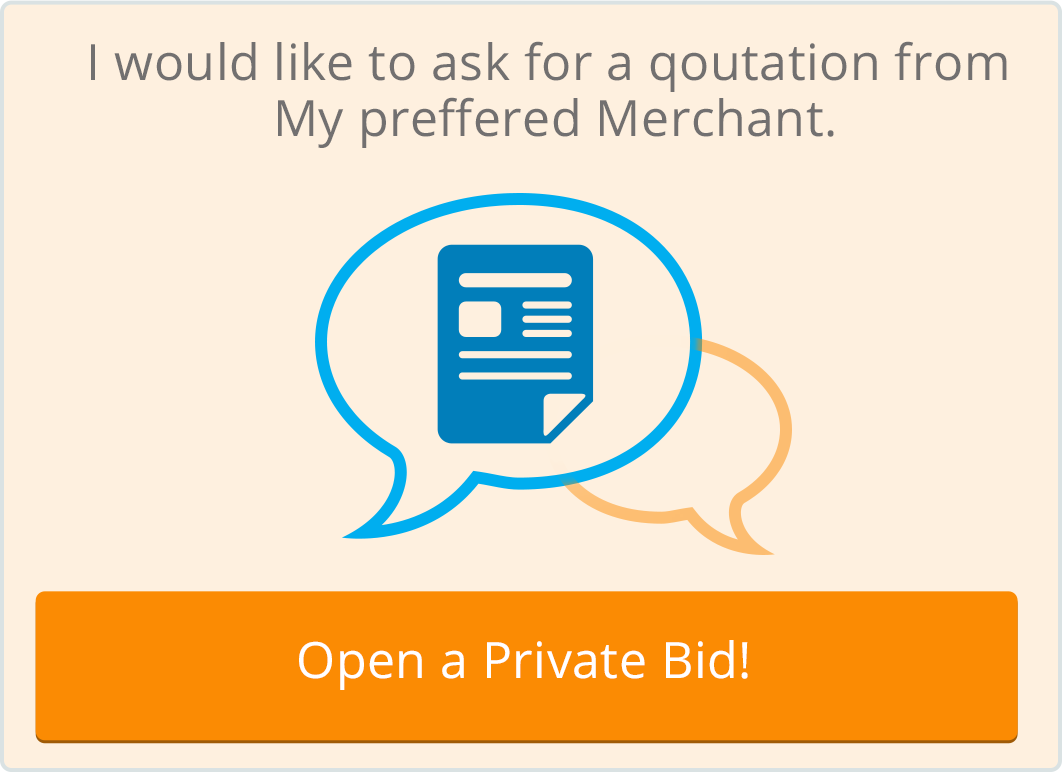 I would like to ask for a qoutation from
My preffered Merchant.
Open a Private Bid!